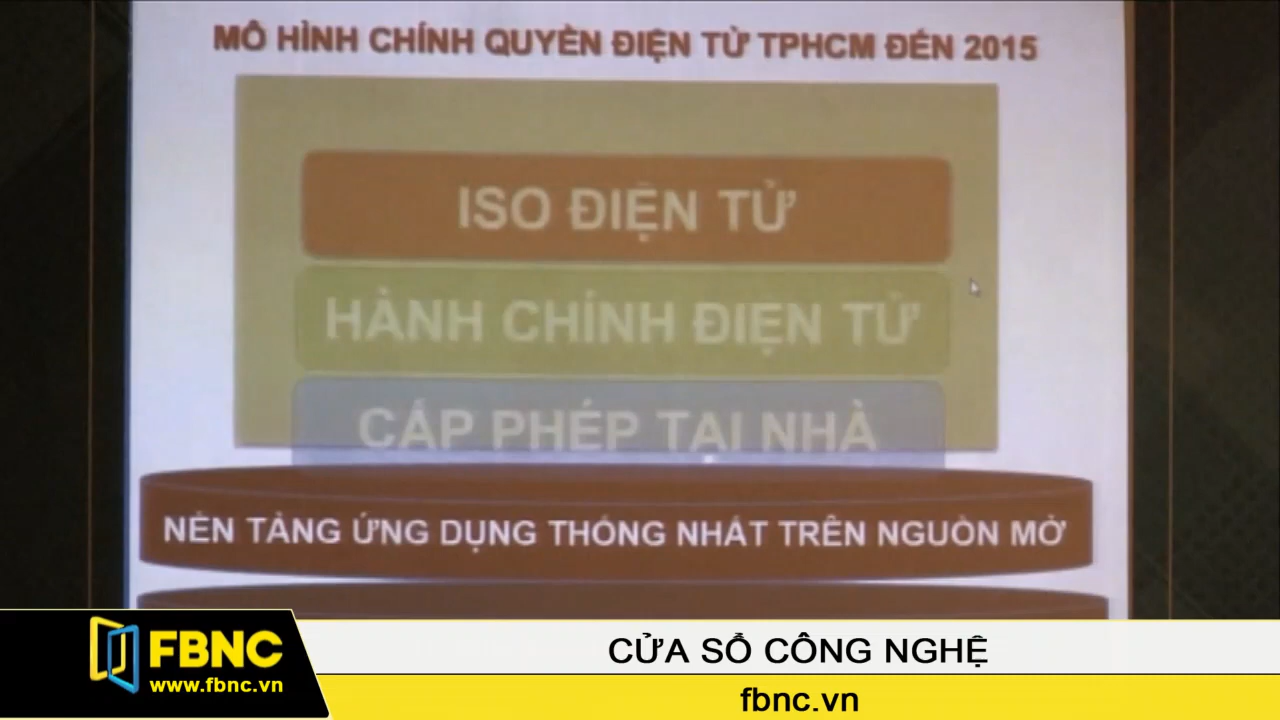 MÔ HÌNH CHÍNH QUYỀN ĐIỆN TỬ TPHCM ĐẾN 2015
ISO ĐIỆN TỬ
HÀNH CHÍNH ĐIỆN TỬ
CẤP PHÉP TẠI NHÀ
NỀN TẢNG ỨNG DỤNG THỐNG NHẤT TRÊN NGUỒN MỞ
FBNC
www.fbnc.vn
CỬA SỔ CÔNG NGHỆ
fbnc.vn